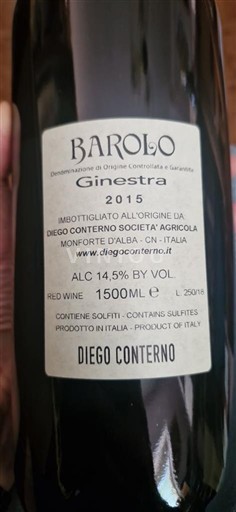 BAROLO
Denominazione di Origine Controllata e Garantita
Ginestra
2015
IMBOTTIGLIATO ALL'ORIGINE DA
DIEGO CONTERNO SOCIETA' AGRICOLA
MONFORTE D'ALBA - CN - ITALIA
www.diegoconterno.it
ALC 14,5% BY VOL.
RED WINE 1500ML e L. 250/18
CONTIENE SOLFITI - CONTAINS SULFITES
PRODOTTO IN ITALIA - PRODUCT OF ITALY
DIEGO CONTERNO